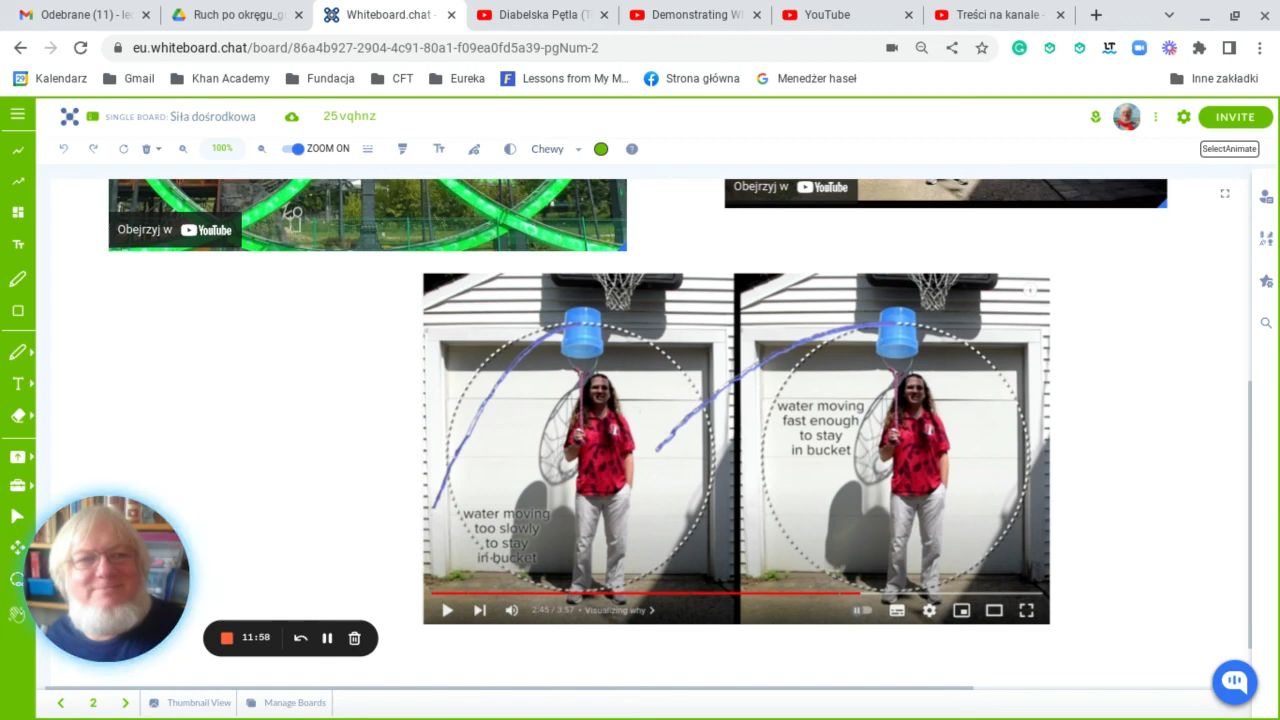 Odebrane (11) - lec
Ruch po okręgu_g
Whiteboard.chat -
Diabelska Pętla (To
Demonstrating Wh
YouTube
Treści na kanale -
eu.whiteboard.chat/board/86a4b927-2904-4c91-80a1-f09ea0fd5a39-pgNum-2
Kalendarz
Gmail
Khan Academy
Fundacja
CFT
Eureka
Lessons from My M...
Strona główna
Menedżer haseł
Inne zakładki
SINGLE BOARD: Siła dośrodkowa
25vqhnz
INVITE
100%
ZOOM ON
Chewy
SelectAnimate
Obejrzyj w YouTube
Obejrzyj w YouTube
water moving
too slowly
to stay
in bucket
water moving
fast enough
to stay
in bucket
2:45 / 3:57 • Visualizing why
11:58
2
Thumbnail View
Manage Boards